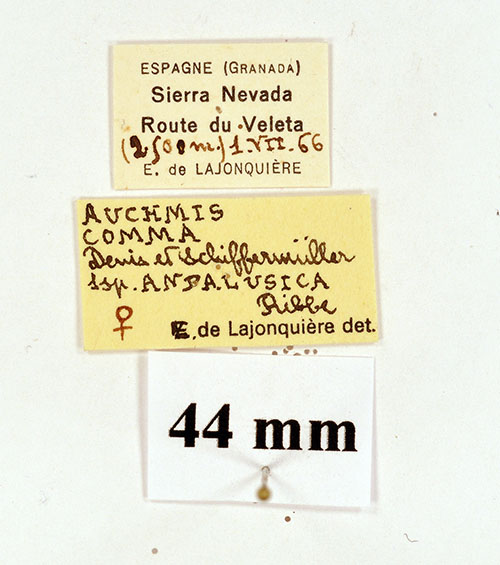 ESPAGNE (GRANADA)
Sierra Nevada
Route du Veleta
(2500 m.) 1.VII.66
E. de LAJONQUIÈRE
AUCHMIS
COMMA
Denis et Schiffermüller
ssp. ANDALUSICA
Ribbe
♀
E. de Lajonquière det.
44 mm